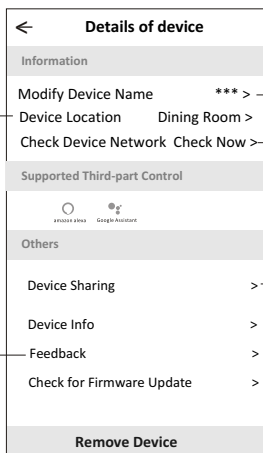 ← Details of device
Information
Modify Device Name *** >
Device Location Dining Room >
Check Device Network Check Now >
Supported Third-part Control
amazon alexa Google Assistant
Others
Device Sharing >
Device Info >
Feedback >
Check for Firmware Update >
Remove Device